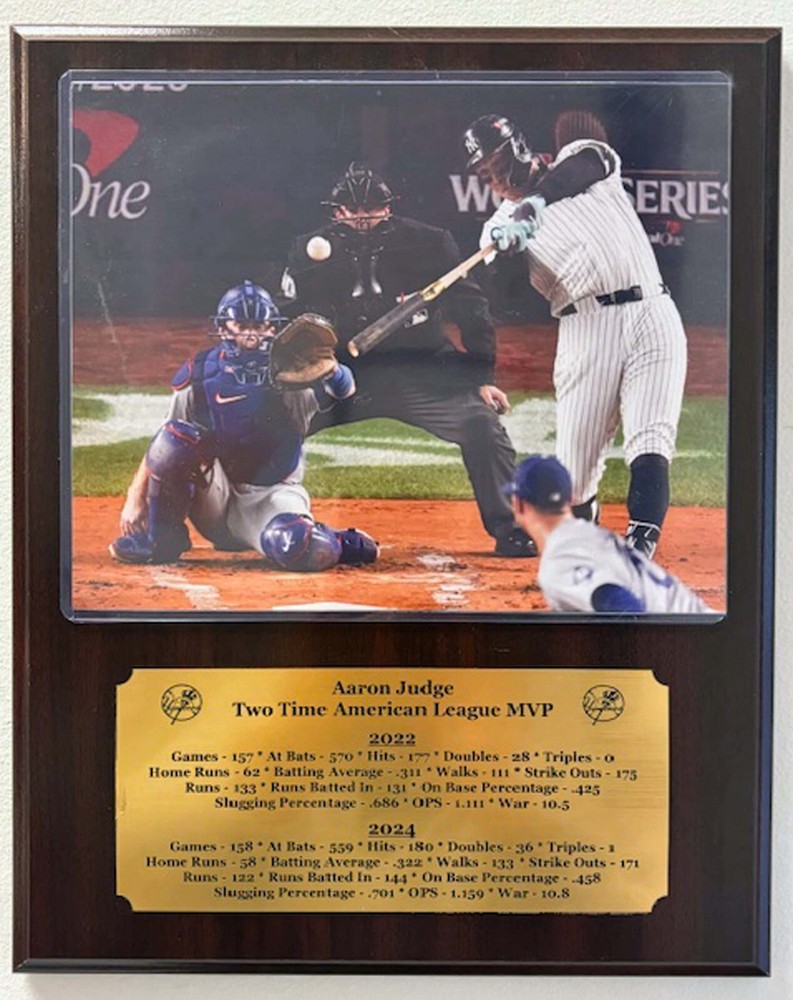 One
WORLD SERIES
Aaron Judge
Two Time American League MVP
2022
Games - 157 * At Bats - 570 * Hits - 177 * Doubles - 28 * Triples - 0
Home Runs - 62 * Batting Average - .311 * Walks - 111 * Strike Outs - 175
Runs - 133 * Runs Batted In - 131 * On Base Percentage - .425
Slugging Percentage - .686 * OPS - 1.111 * War - 10.5
2024
Games - 158 * At Bats - 559 * Hits - 180 * Doubles - 36 * Triples - 1
Home Runs - 58 * Batting Average - .322 * Walks - 133 * Strike Outs - 171
Runs - 122 * Runs Batted In - 144 * On Base Percentage - .458
Slugging Percentage - .701 * OPS - 1.159 * War - 10.8